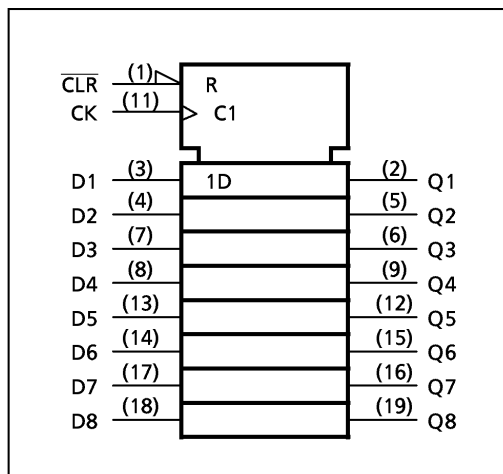 C̅L̅R̅ (1) R
CK (11) C1
D1 (3) 1D (2) Q1
D2 (4) (5) Q2
D3 (7) (6) Q3
D4 (8) (9) Q4
D5 (13) (12) Q5
D6 (14) (15) Q6
D7 (17) (16) Q7
D8 (18) (19) Q8